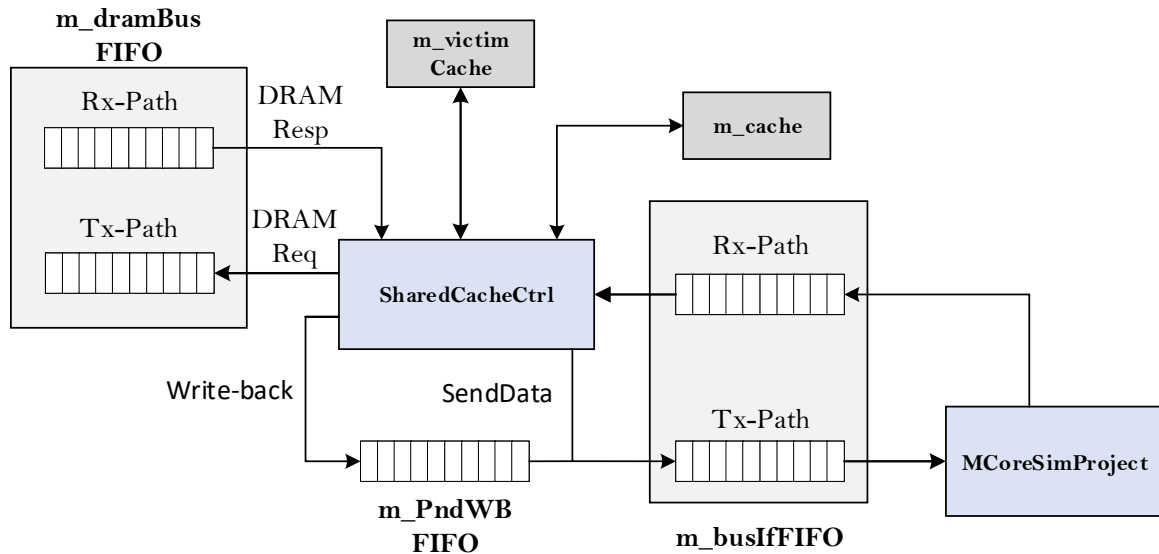 m_dramBus
FIFO
Rx-Path
DRAM
Resp
Tx-Path
DRAM
Req
m_victim
Cache
m_cache
SharedCacheCtrl
Rx-Path
Write-back
SendData
Tx-Path
MCoreSimProject
m_PndWB
FIFO
m_busIfFIFO